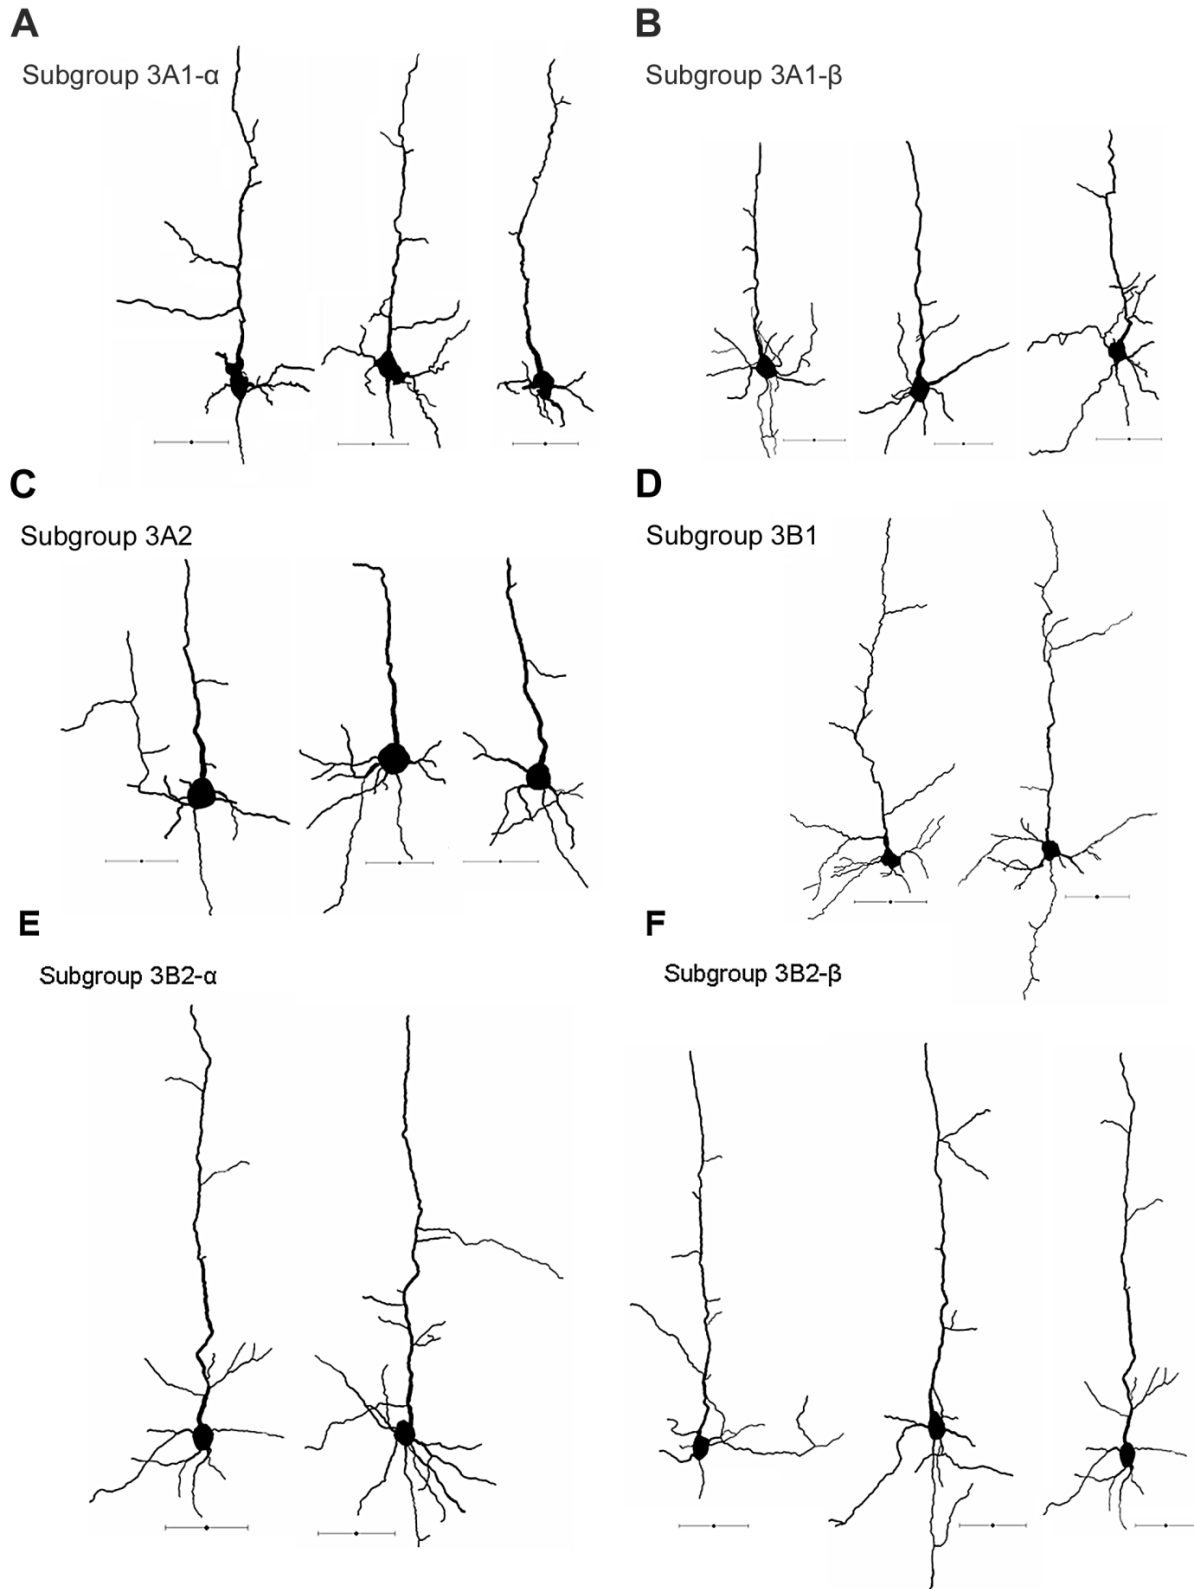 A
Subgroup 3A1-α
B
Subgroup 3A1-β
C
Subgroup 3A2
D
Subgroup 3B1
E
Subgroup 3B2-α
F
Subgroup 3B2-β